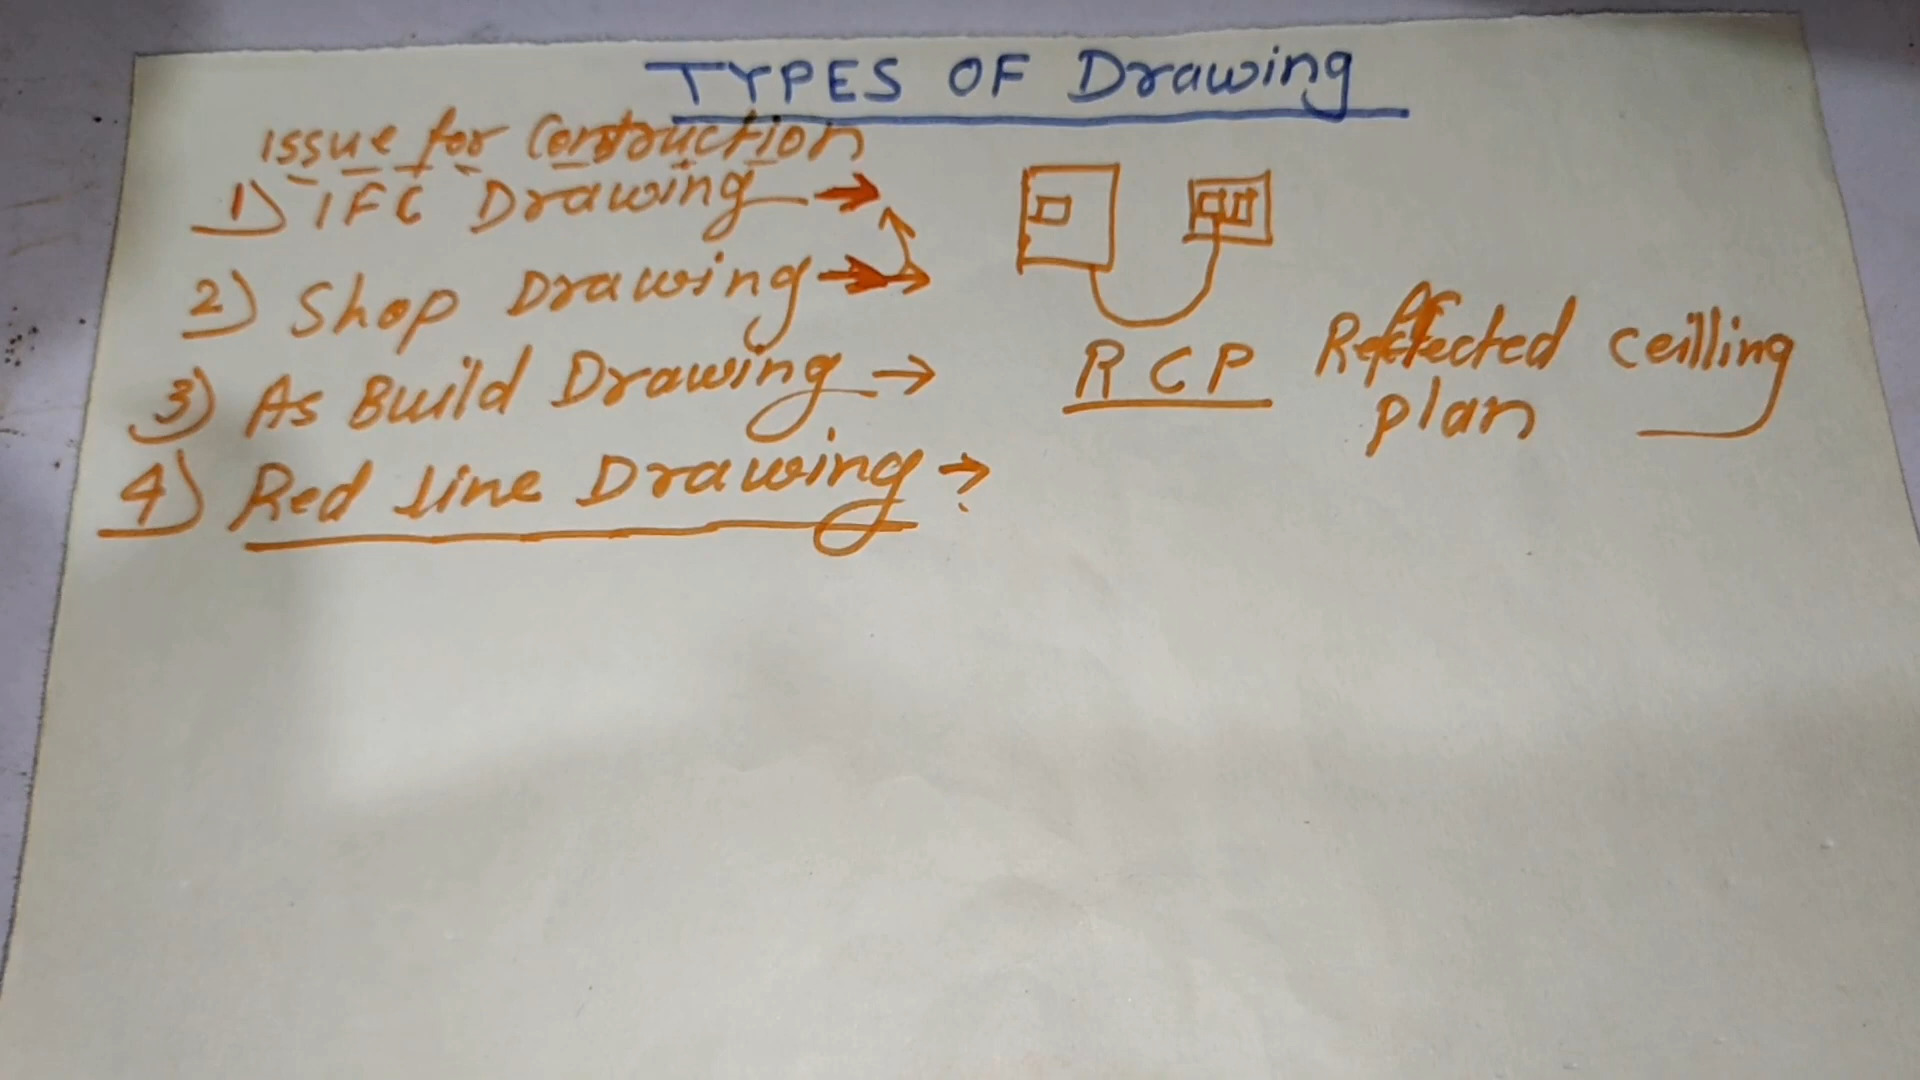 TYPES OF Drawing
issue for Construction
1) IFC Drawing →
2) Shop Drawing →
3) As Build Drawing →
4) Red line Drawing → ?
RCP Reflected ceilling
plan